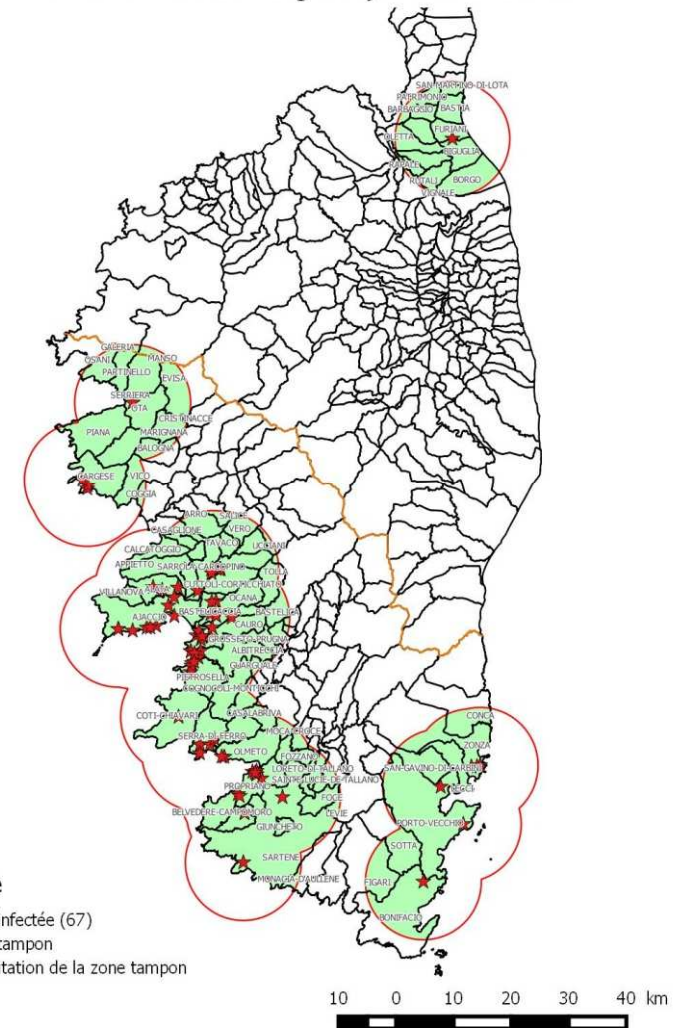 SAN-MARTINO-DI-LOTA
PATRIMONIO
BARBAGGIO BASTIA
OLETTA
FURIANI
BIGUGLIA
RAPALE
RUTALI
BORGO
VIGNALE
GALERIA
OSANI
MANSO
PARTINELLO
EVISA
SERRIERA
OTA
CRISTINACCE
PIANA
MARIGNANA
BALOGNA
CARGESE
VICO
COGGIA
ARRO
SALICE
CASAGLIONE
VERO
TAVACO
UCCIANI
CALCATOGGIO
APPIETTO
SARROLA-CARCOPINO
TOLLA
CUTTOLI-CORTICCHIATO
VILLANOVA
ALATA
OCANA
BASTELICACCIA
BASTELICA
AJACCIO
CAURO
GROSSETO-PRUGNA
ALBITRECCIA
GUARGUALE
PIETROSELLA
COGNOCOLI-MONTICCHI
COTI-CHIAVARI
CASALABRIVA
CONCA
MOCA-CROCE
SERRA-DI-FERRO
ZONZA
OLMETO
FOZZANO
LORETO-DI-TALLANO
SAN-GAVINO-DI-CARBINI
SAINTE-LUCIE-DE-TALLANO
PROPRIANO
LECCI
FOCE
BELVEDERE-CAMPOMORO
LEVIE
PORTO-VECCHIO
GIUNCHETO
SOTTA
SARTENE
MONACIA-D'AULLENE
FIGARI
BONIFACIO
nfectée (67)
tampon
tation de la zone tampon
10 0 10 20 30 40 km